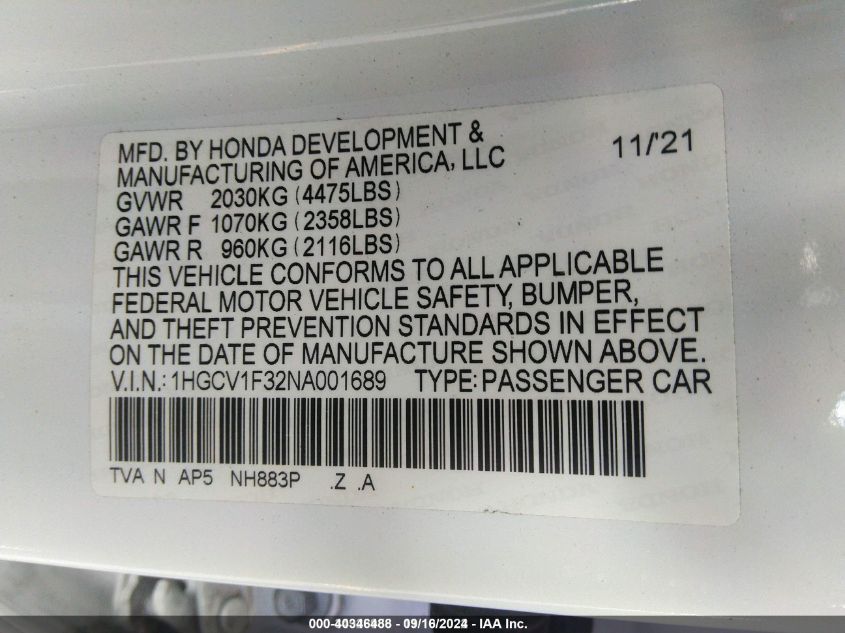 MFD. BY HONDA DEVELOPMENT &
MANUFACTURING OF AMERICA, LLC 11/'21
GVWR 2030KG (4475LBS)
GAWR F 1070KG (2358LBS)
GAWR R 960KG (2116LBS)
THIS VEHICLE CONFORMS TO ALL APPLICABLE
FEDERAL MOTOR VEHICLE SAFETY, BUMPER,
AND THEFT PREVENTION STANDARDS IN EFFECT
ON THE DATE OF MANUFACTURE SHOWN ABOVE.
V.I.N.: 1HGCV1F32NA001689 TYPE: PASSENGER CAR
TVA N AP5 NH883P .Z .A
000-40346488 - 09/16/2024 - IAA, Inc.